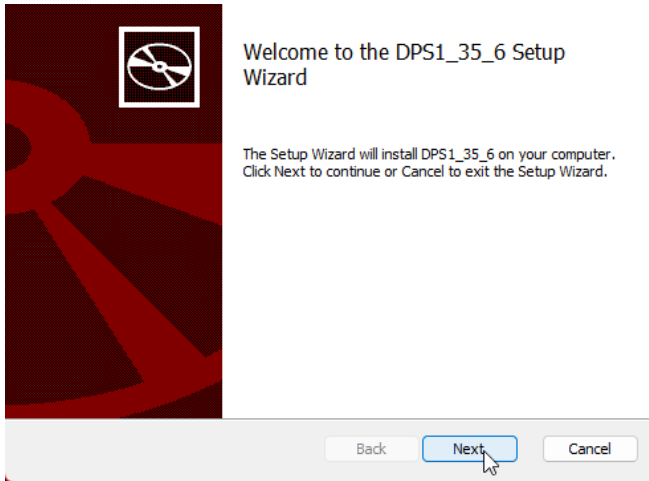 Welcome to the DPS1_35_6 Setup
Wizard
The Setup Wizard will install DPS1_35_6 on your computer.
Click Next to continue or Cancel to exit the Setup Wizard.
Back
Next
Cancel